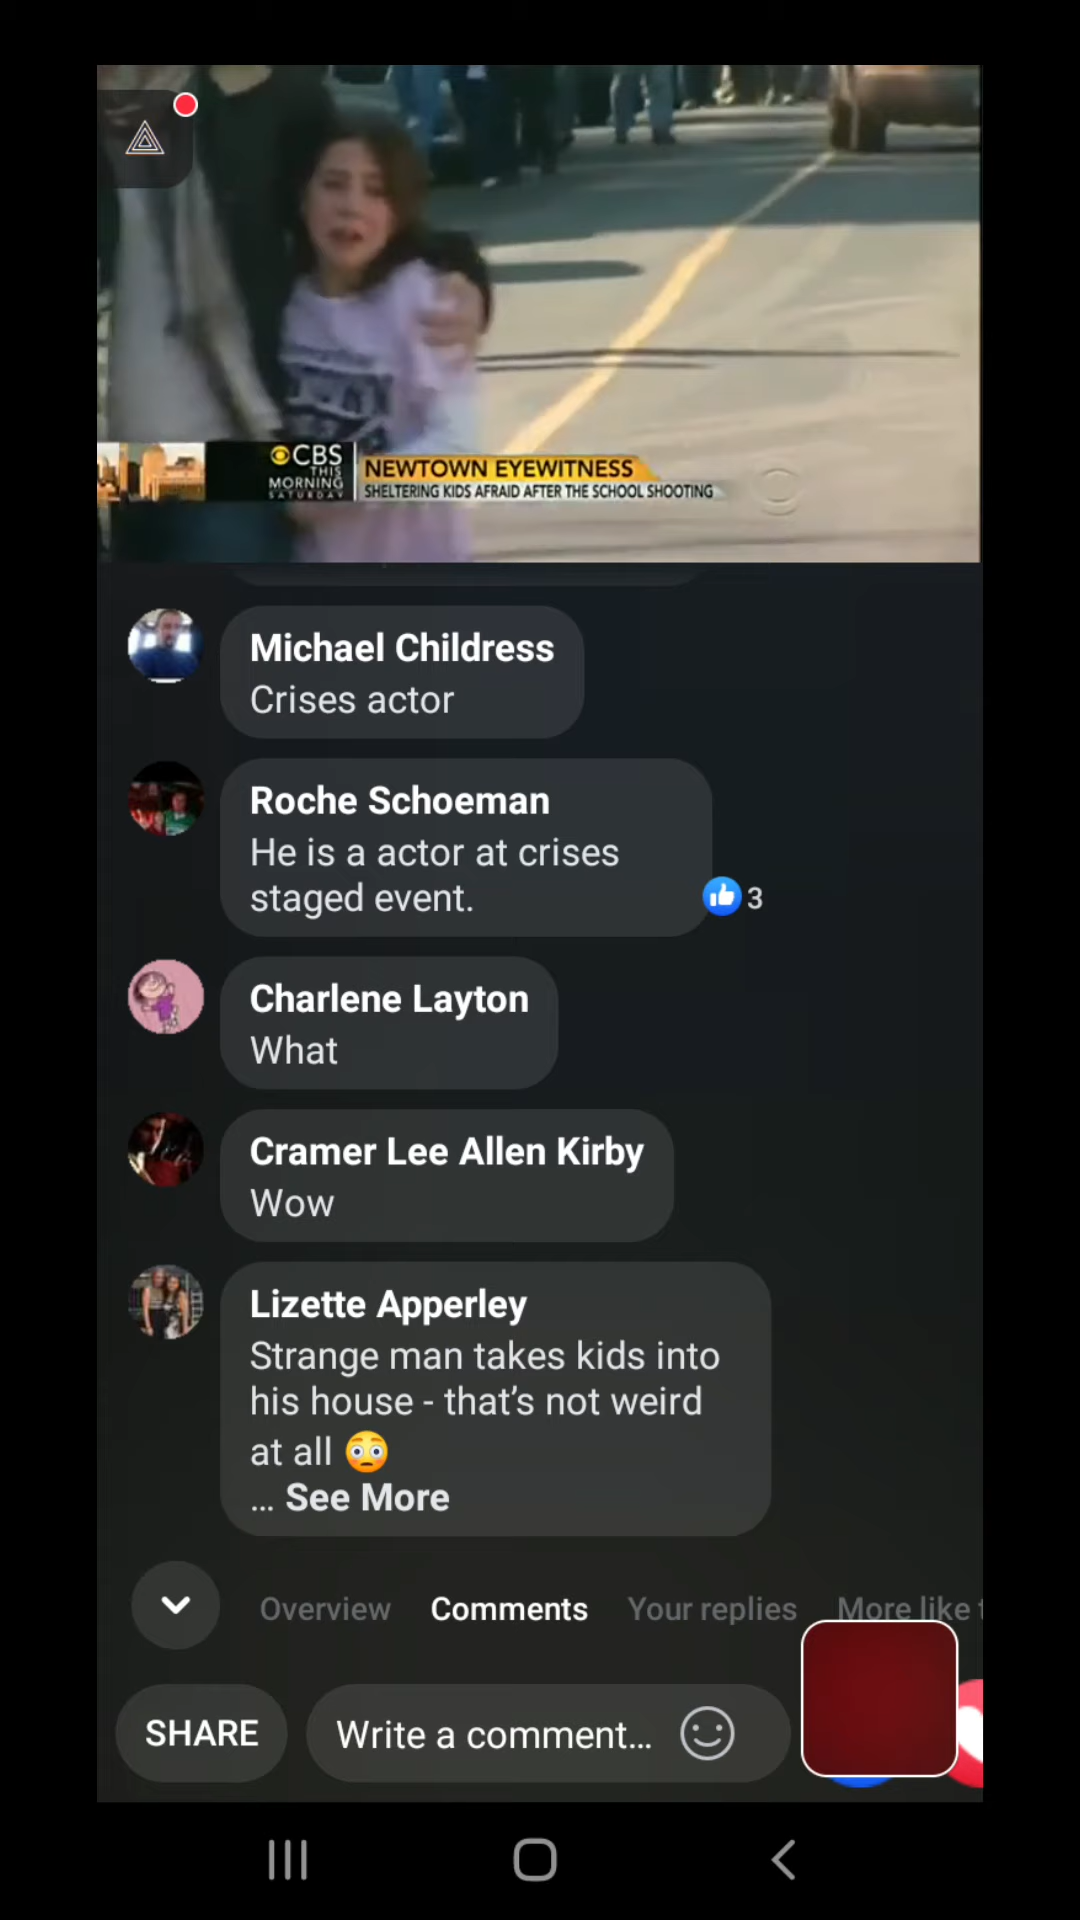 CBS
THIS
MORNING
SATURDAY
NEWTOWN EYEWITNESS
SHELTERING KIDS AFRAID AFTER THE SCHOOL SHOOTING
Michael Childress
Crises actor
Roche Schoeman
He is a actor at crises
staged event.
3
Charlene Layton
What
Cramer Lee Allen Kirby
Wow
Lizette Apperley
Strange man takes kids into
his house - that’s not weird
at all 😳
... See More
Overview Comments Your replies More like
SHARE Write a comment...